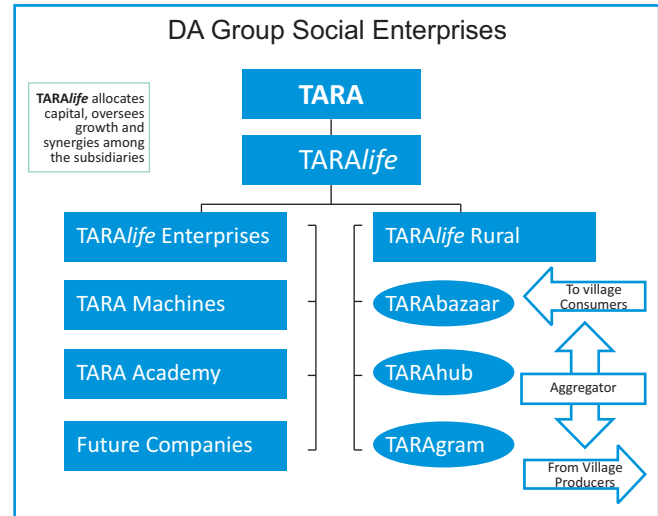 DA Group Social Enterprises
TARAlife allocates
capital, oversees
growth and
synergies among
the subsidiaries
TARA
TARAlife
TARAlife Enterprises
TARAlife Rural
TARA Machines
TARAbazaar
To village
Consumers
TARA Academy
TARAhub
Aggregator
Future Companies
TARAgram
From Village
Producers